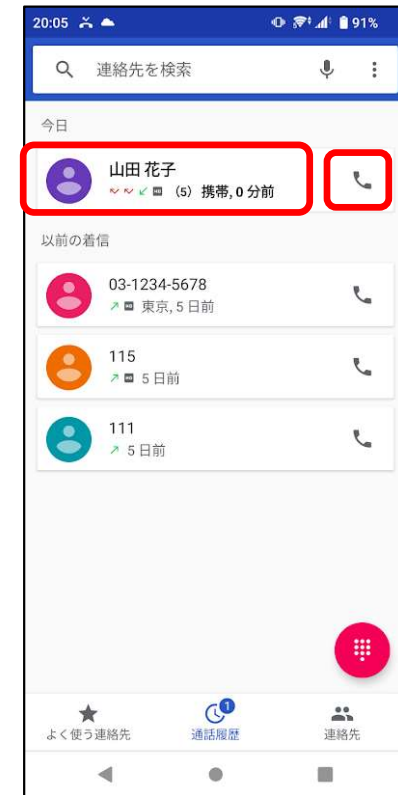 20:05
91%
連絡先を検索
今日
山田 花子
HD (5) 携帯, 0 分前
以前の着信
03-1234-5678
HD 東京, 5 日前
115
HD 5 日前
111
5 日前
1
よく使う連絡先
通話履歴
連絡先